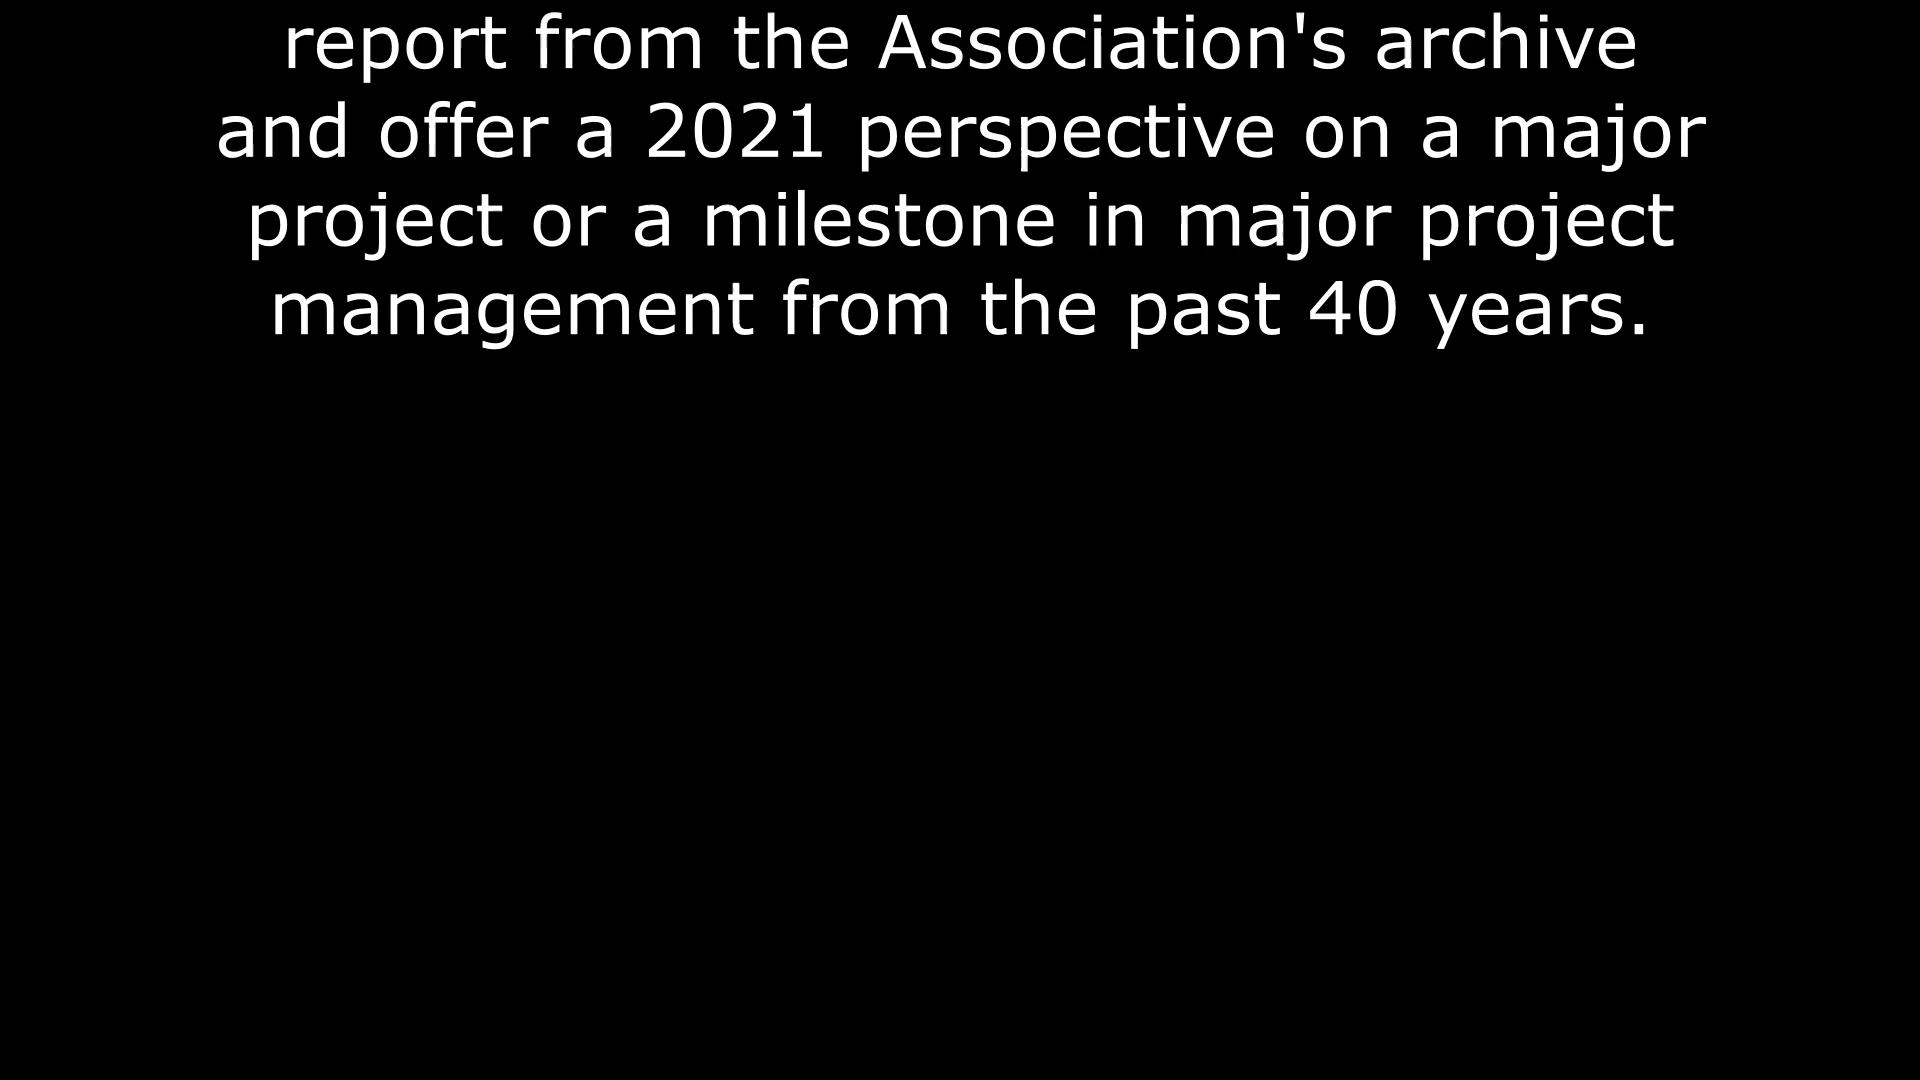 report from the Association's archive
and offer a 2021 perspective on a major
project or a milestone in major project
management from the past 40 years.